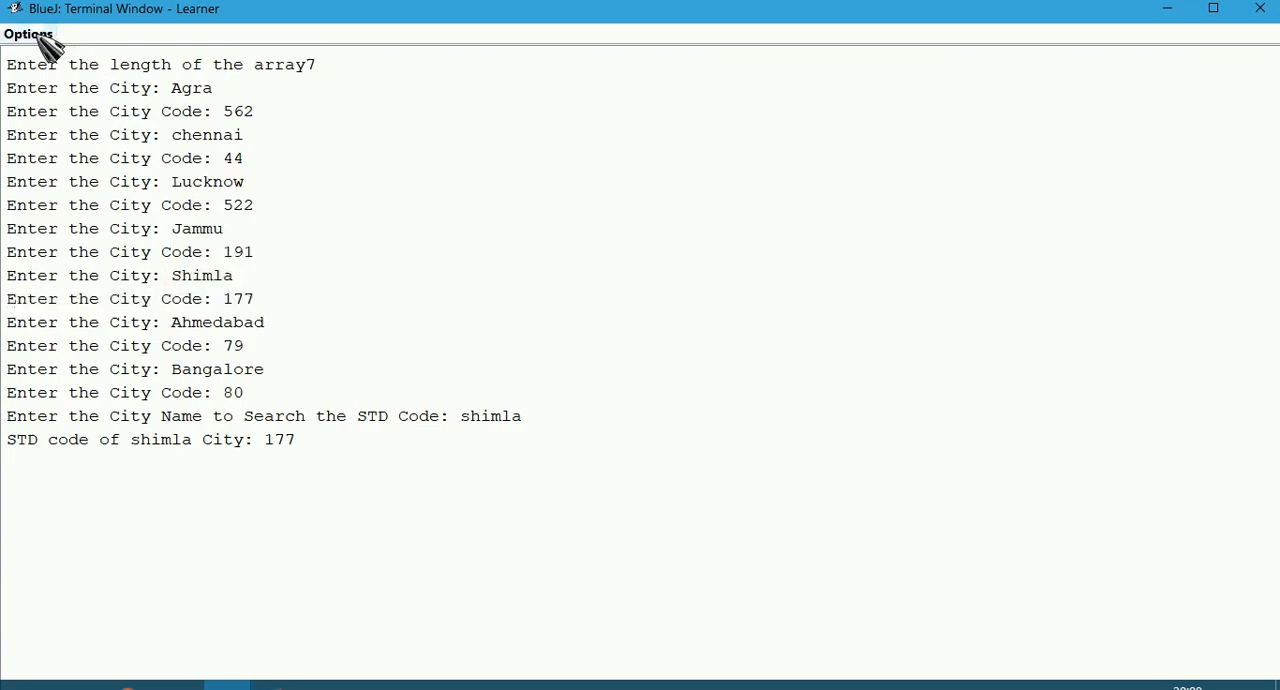 BlueJ: Terminal Window - Learner
Options
Enter the length of the array7
Enter the City: Agra
Enter the City Code: 562
Enter the City: chennai
Enter the City Code: 44
Enter the City: Lucknow
Enter the City Code: 522
Enter the City: Jammu
Enter the City Code: 191
Enter the City: Shimla
Enter the City Code: 177
Enter the City: Ahmedabad
Enter the City Code: 79
Enter the City: Bangalore
Enter the City Code: 80
Enter the City Name to Search the STD Code: shimla
STD code of shimla City: 177